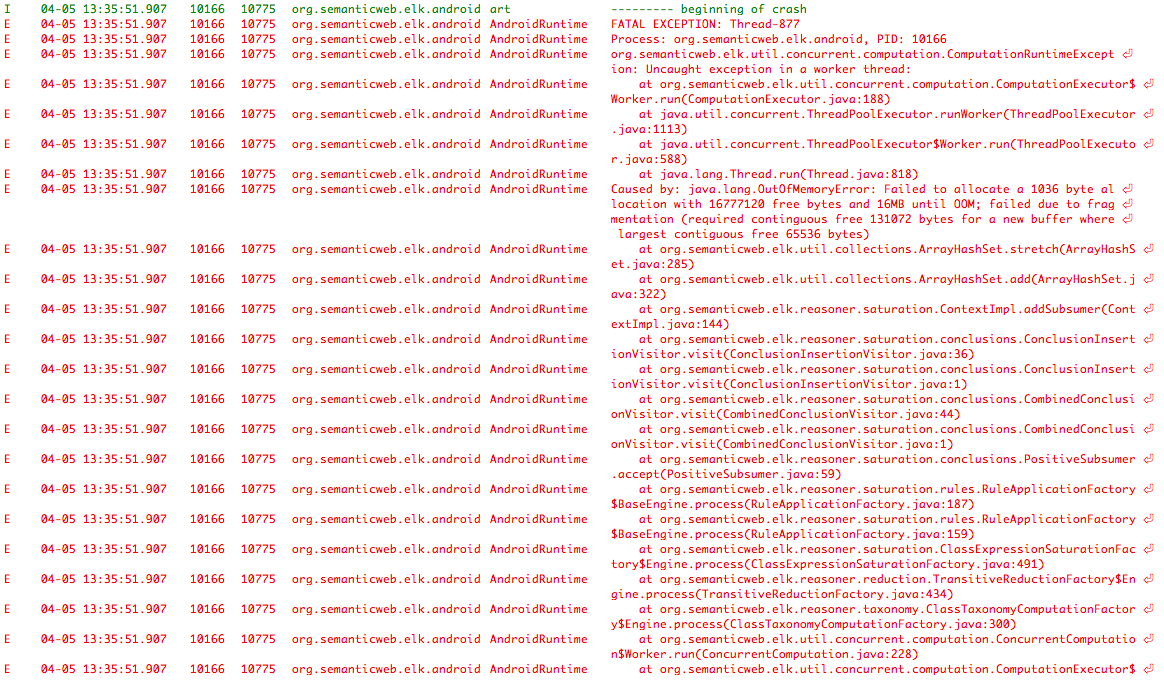 I 04-05 13:35:51.907 10166 10775 org.semanticweb.elk.android art --------- beginning of crash
E 04-05 13:35:51.907 10166 10775 org.semanticweb.elk.android AndroidRuntime FATAL EXCEPTION: Thread-877
E 04-05 13:35:51.907 10166 10775 org.semanticweb.elk.android AndroidRuntime Process: org.semanticweb.elk.android, PID: 10166
E 04-05 13:35:51.907 10166 10775 org.semanticweb.elk.android AndroidRuntime org.semanticweb.elk.util.concurrent.computation.ComputationRuntimeExcept ⏎
ion: Uncaught exception in a worker thread:
E 04-05 13:35:51.907 10166 10775 org.semanticweb.elk.android AndroidRuntime at org.semanticweb.elk.util.concurrent.computation.ComputationExecutor$ ⏎
Worker.run(ComputationExecutor.java:188)
E 04-05 13:35:51.907 10166 10775 org.semanticweb.elk.android AndroidRuntime at java.util.concurrent.ThreadPoolExecutor.runWorker(ThreadPoolExecutor ⏎
.java:1113)
E 04-05 13:35:51.907 10166 10775 org.semanticweb.elk.android AndroidRuntime at java.util.concurrent.ThreadPoolExecutor$Worker.run(ThreadPoolExecuto ⏎
r.java:588)
E 04-05 13:35:51.907 10166 10775 org.semanticweb.elk.android AndroidRuntime at java.lang.Thread.run(Thread.java:818)
E 04-05 13:35:51.907 10166 10775 org.semanticweb.elk.android AndroidRuntime Caused by: java.lang.OutOfMemoryError: Failed to allocate a 1036 byte al ⏎
location with 16777120 free bytes and 16MB until OOM; failed due to frag ⏎
mentation (required continguous free 131072 bytes for a new buffer where ⏎
largest contiguous free 65536 bytes)
E 04-05 13:35:51.907 10166 10775 org.semanticweb.elk.android AndroidRuntime at org.semanticweb.elk.util.collections.ArrayHashSet.stretch(ArrayHashS ⏎
et.java:285)
E 04-05 13:35:51.907 10166 10775 org.semanticweb.elk.android AndroidRuntime at org.semanticweb.elk.util.collections.ArrayHashSet.add(ArrayHashSet.j ⏎
ava:322)
E 04-05 13:35:51.907 10166 10775 org.semanticweb.elk.android AndroidRuntime at org.semanticweb.elk.reasoner.saturation.ContextImpl.addSubsumer(Cont ⏎
extImpl.java:144)
E 04-05 13:35:51.907 10166 10775 org.semanticweb.elk.android AndroidRuntime at org.semanticweb.elk.reasoner.saturation.conclusions.ConclusionInsert ⏎
ionVisitor.visit(ConclusionInsertionVisitor.java:36)
E 04-05 13:35:51.907 10166 10775 org.semanticweb.elk.android AndroidRuntime at org.semanticweb.elk.reasoner.saturation.conclusions.ConclusionInsert ⏎
ionVisitor.visit(ConclusionInsertionVisitor.java:1)
E 04-05 13:35:51.907 10166 10775 org.semanticweb.elk.android AndroidRuntime at org.semanticweb.elk.reasoner.saturation.conclusions.CombinedConclusi ⏎
onVisitor.visit(CombinedConclusionVisitor.java:44)
E 04-05 13:35:51.907 10166 10775 org.semanticweb.elk.android AndroidRuntime at org.semanticweb.elk.reasoner.saturation.conclusions.CombinedConclusi ⏎
onVisitor.visit(CombinedConclusionVisitor.java:1)
E 04-05 13:35:51.907 10166 10775 org.semanticweb.elk.android AndroidRuntime at org.semanticweb.elk.reasoner.saturation.conclusions.PositiveSubsumer ⏎
.accept(PositiveSubsumer.java:59)
E 04-05 13:35:51.907 10166 10775 org.semanticweb.elk.android AndroidRuntime at org.semanticweb.elk.reasoner.saturation.rules.RuleApplicationFactory ⏎
$BaseEngine.process(RuleApplicationFactory.java:187)
E 04-05 13:35:51.907 10166 10775 org.semanticweb.elk.android AndroidRuntime at org.semanticweb.elk.reasoner.saturation.rules.RuleApplicationFactory ⏎
$BaseEngine.process(RuleApplicationFactory.java:159)
E 04-05 13:35:51.907 10166 10775 org.semanticweb.elk.android AndroidRuntime at org.semanticweb.elk.reasoner.saturation.ClassExpressionSaturationFac ⏎
tory$Engine.process(ClassExpressionSaturationFactory.java:491)
E 04-05 13:35:51.907 10166 10775 org.semanticweb.elk.android AndroidRuntime at org.semanticweb.elk.reasoner.reduction.TransitiveReductionFactory$En ⏎
gine.process(TransitiveReductionFactory.java:434)
E 04-05 13:35:51.907 10166 10775 org.semanticweb.elk.android AndroidRuntime at org.semanticweb.elk.reasoner.taxonomy.ClassTaxonomyComputationFactor ⏎
y$Engine.process(ClassTaxonomyComputationFactory.java:300)
E 04-05 13:35:51.907 10166 10775 org.semanticweb.elk.android AndroidRuntime at org.semanticweb.elk.util.concurrent.computation.ConcurrentComputatio ⏎
n$Worker.run(ConcurrentComputation.java:228)
E 04-05 13:35:51.907 10166 10775 org.semanticweb.elk.android AndroidRuntime at org.semanticweb.elk.util.concurrent.computation.ComputationExecutor$ ⏎